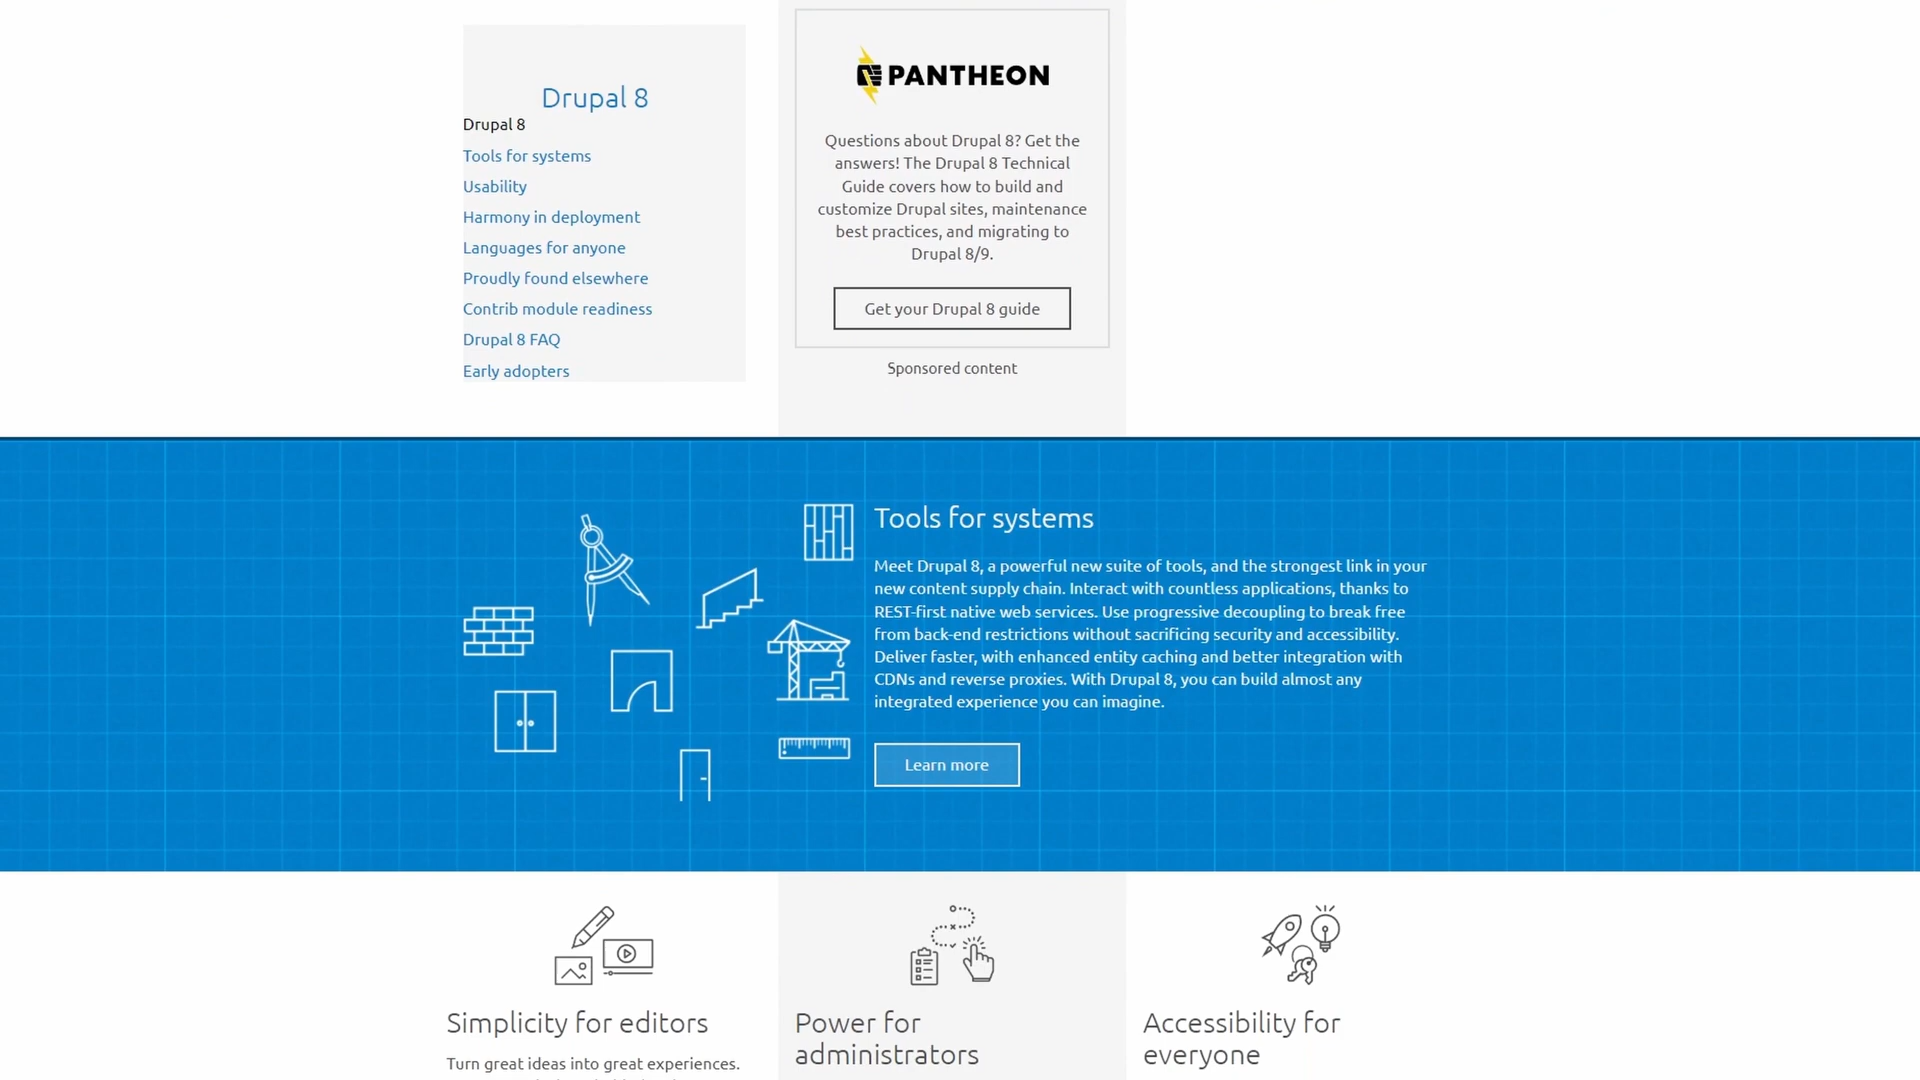 Drupal 8
Drupal 8
Tools for systems
Usability
Harmony in deployment
Languages for anyone
Proudly found elsewhere
Contrib module readiness
Drupal 8 FAQ
Early adopters
PANTHEON
Questions about Drupal 8? Get the
answers! The Drupal 8 Technical
Guide covers how to build and
customize Drupal sites, maintenance
best practices, and migrating to
Drupal 8/9.
Get your Drupal 8 guide
Sponsored content
Tools for systems
Meet Drupal 8, a powerful new suite of tools, and the strongest link in your
new content supply chain. Interact with countless applications, thanks to
REST-first native web services. Use progressive decoupling to break free
from back-end restrictions without sacrificing security and accessibility.
Deliver faster, with enhanced entity caching and better integration with
CDNs and reverse proxies. With Drupal 8, you can build almost any
integrated experience you can imagine.
Learn more
Simplicity for editors
Turn great ideas into great experiences.
Power for
administrators
Accessibility for
everyone